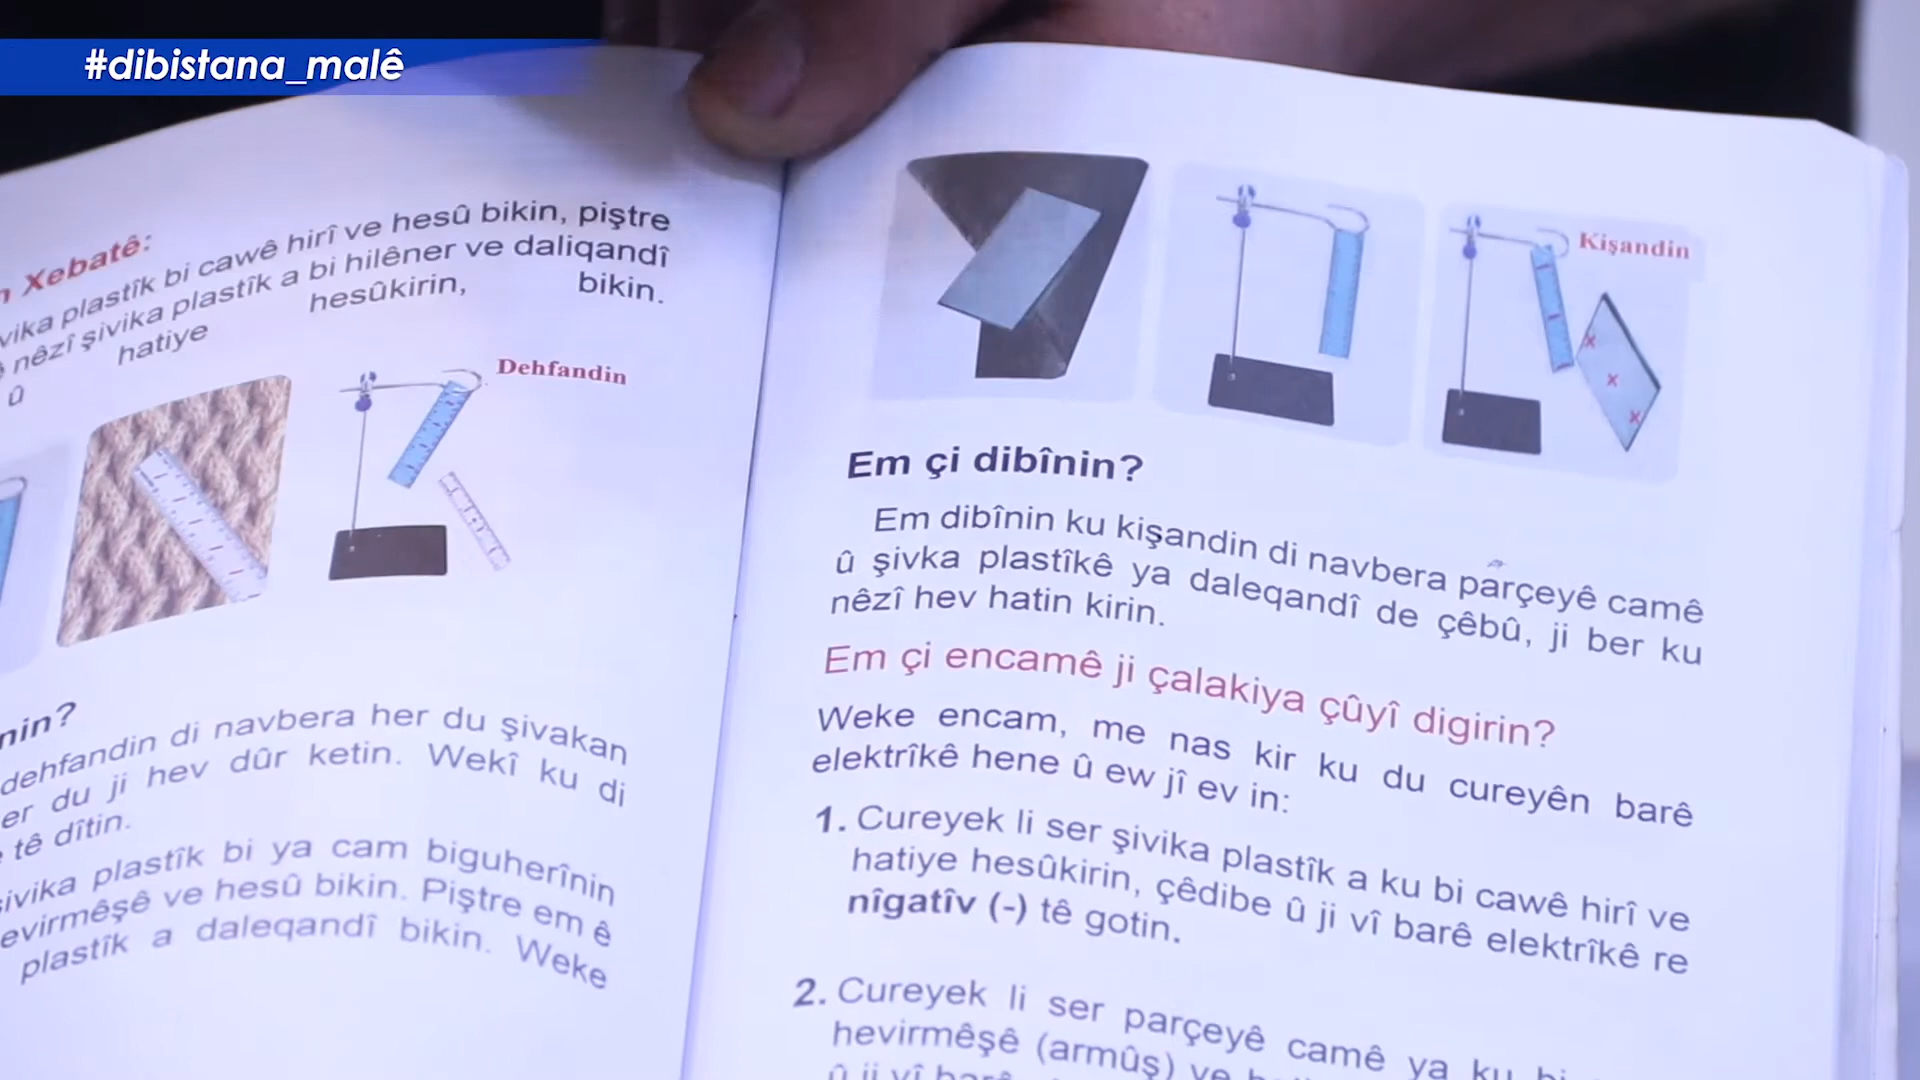 #dibistana_malê
Xebatê:
plastîk bi cawê hirî ve hesû bikin, piştre
nêzî şivika plastîk a bi hilêner ve daliqandî
û hatiye hesûkirin, bikin.
Dehfandin
dehfandin di navbera her du şivakan
er du ji hev dûr ketin. Wekî ku di
tê dîtin.
plastîk bi ya cam biguherînin
ve hesû bikin. Piştre em ê
plastîk a daleqandî bikin. Weke
Kişandin
Em çi dibînin?
Em dibînin ku kişandin di navbera parçeyê camê
û şivka plastîkê ya daleqandî de çêbû, ji ber ku
nêzî hev hatin kirin.
Em çi encamê ji çalakiya çûyî digirin?
Weke encam, me nas kir ku du cureyên barê
elektrîkê hene û ew jî ev in:
1. Cureyek li ser şivika plastîk a ku bi cawê hirî ve
hatiye hesûkirin, çêdibe û ji vî barê elektrîkê re
nîgatîv (-) tê gotin.
2. Cureyek li ser parçeyê camê ya ku bi
hevirmêşê (armûş) ve
û ji vî